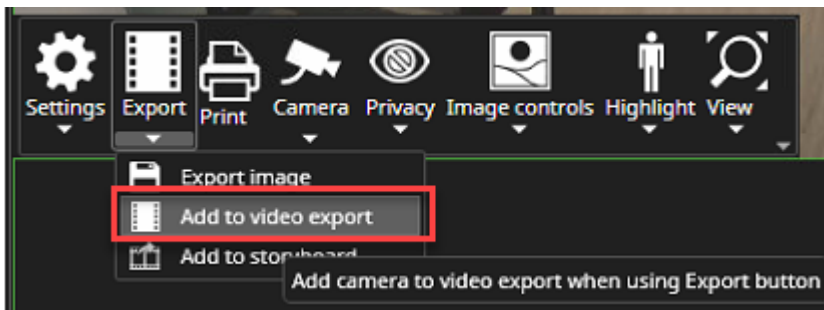 Settings Export Print Camera Privacy Image controls Highlight View
Export image
Add to video export
Add to storyboard
Add camera to video export when using Export button